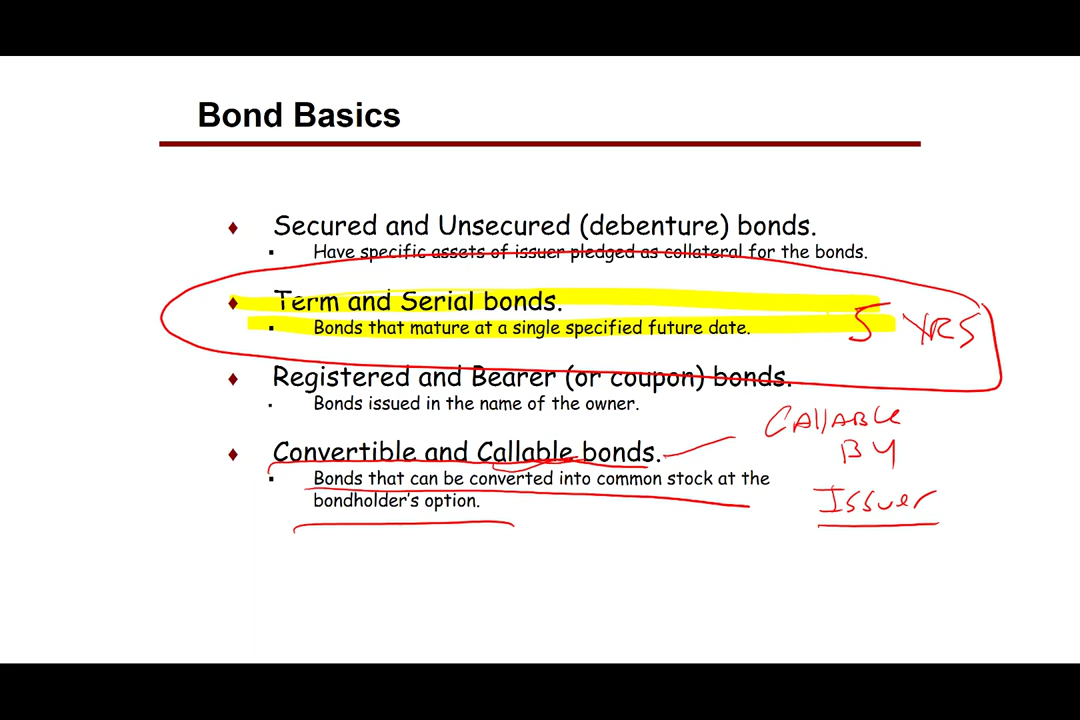 Bond Basics
Secured and Unsecured (debenture) bonds.
Have specific assets of issuer pledged as collateral for the bonds.
Term and Serial bonds.
Bonds that mature at a single specified future date.
5 YRS
Registered and Bearer (or coupon) bonds.
Bonds issued in the name of the owner.
Convertible and Callable bonds.
Bonds that can be converted into common stock at the
bondholder's option.
CAllABLE
BY
ISSuer